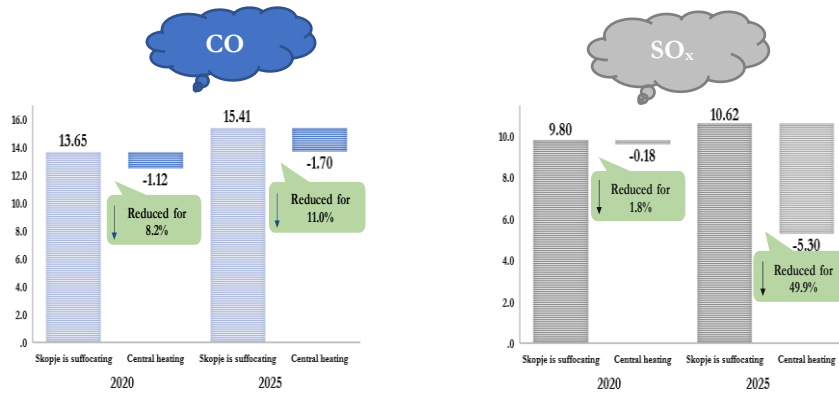 CO
16.0
14.0
12.0
10.0
8.0
6.0
4.0
2.0
.0
13.65
-1.12
15.41
-1.70
Reduced for
8.2%
Reduced for
11.0%
Skopje is suffocating
Central heating
Skopje is suffocating
Central heating
2020
2025
SOx
10.0
8.0
6.0
4.0
2.0
.0
9.80
-0.18
10.62
-5.30
Reduced for
1.8%
Reduced for
49.9%
Skopje is suffocating
Central heating
Skopje is suffocating
Central heating
2020
2025